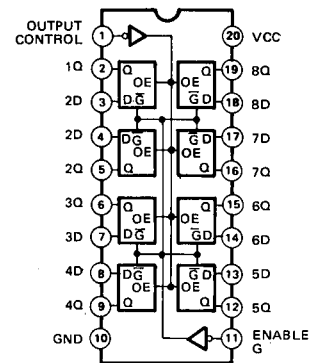 OUTPUT CONTROL 1 20 VCC
1Q 2 Q OE Q 19 8Q
2D 3 D G OE G D 18 8D
2D 4 D G G D 17 7D
2Q 5 Q OE OE Q 16 7Q
3Q 6 Q OE Q 15 6Q
3D 7 D G OE G D 14 6D
4D 8 D G G D 13 5D
4Q 9 Q OE OE Q 12 5Q
GND 10 11 ENABLE G